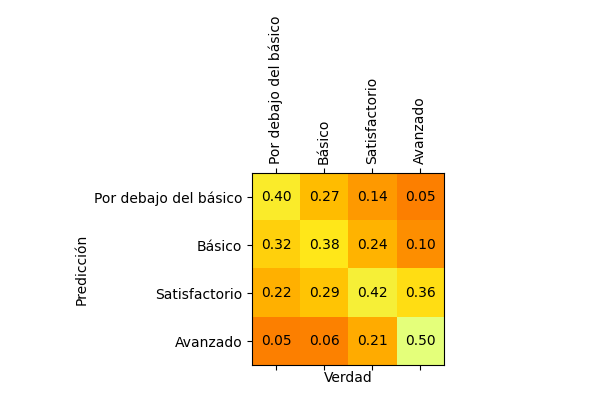 Por debajo del básico
Básico
Satisfactorio
Avanzado
Por debajo del básico 0.40 0.27 0.14 0.05
Básico 0.32 0.38 0.24 0.10
Satisfactorio 0.22 0.29 0.42 0.36
Avanzado 0.05 0.06 0.21 0.50
Predicción
Verdad